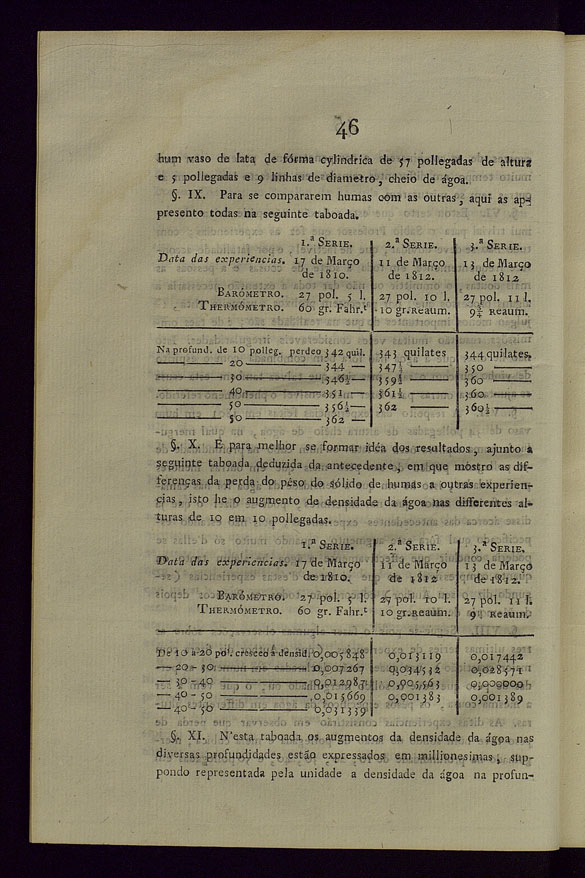 46
hum vaso de lata de fórma cylindrica de 57 pollegadas de altura
e 5 pollegadas e 9 linhas de diametro, cheio de ágoa.
§. IX. Para se compararem humas com as outras, aqui as ap-
presento todas na seguinte taboada.
1.ª SERIE. 2.ª SERIE. 3.ª SERIE.
Data das experiencias. 17 de Março 11 de Março 13 de Março
de 1810. de 1812. de 1812
BARÓMETRO. 27 pol. 5 l. 27 pol. 10 l. 27 pol. 11 l.
THERMÓMETRO. 60 gr. Fahr.t 10 gr. Reaum. 9¾ Reaum.
Na profund. de 10 polleg. perdeo 342 quil. 343 quilates 344 quilates.
20 344 347½ 350
30 346½ 359½ 360
40 351 361½ 360
50 356½ 362 360½
50 362
§. X. E para melhor se formar idéa dos resultados, ajunto a
seguinte taboada deduzida da antecedente, em que móstro as dif-
ferenças da perda do pêso do sólido de humas a outras experien-
cias, isto he o augmento de densidade da ágoa nas differentes al-
turas de 10 em 10 pollegadas.
1.ª SERIE. 2.ª SERIE. 3.ª SERIE.
Data das experiencias. 17 de Março 11 de Março 13 de Março
de 1810. de 1812 de 1812.
BARÓMETRO. 27 pol. 5 l. 27 pol. 10 l. 27 pol. 11 l.
THERMÓMETRO. 60 gr. Fahr.t 10 gr. Reaum. Reaum.
De 10 a 20 pol. cresceo a densid. 0,005848 0,013119 0,017442
— 20 - 30 0,007267 0,034532 0,028571
— 30 - 40 0,012987 0,005563 0,000000
— 40 - 50 0,015669 0,001383 0,001389
— 40 - 50 0,031339
§. XI. N'esta taboada os augmentos da densidade da ágoa nas
diversas profundidades estão expressados em millionesimas, sup-
pondo representada pela unidade a densidade da ágoa na profun-